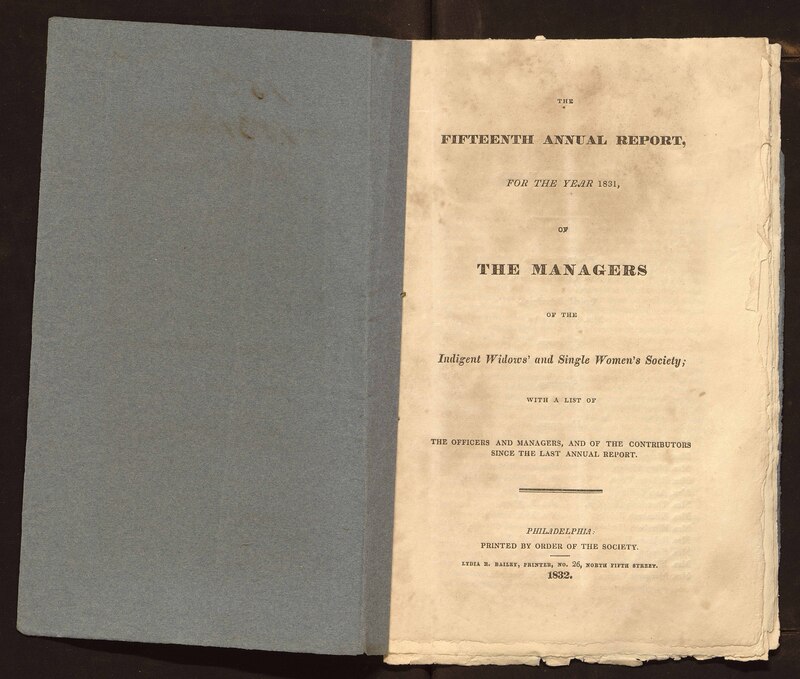 THE
FIFTEENTH ANNUAL REPORT,
FOR THE YEAR 1831,
OF
THE MANAGERS
OF THE
Indigent Widows' and Single Women's Society;
WITH A LIST OF
THE OFFICERS AND MANAGERS, AND OF THE CONTRIBUTORS
SINCE THE LAST ANNUAL REPORT.
PHILADELPHIA:
PRINTED BY ORDER OF THE SOCIETY.
LYDIA R. BAILEY, PRINTER, NO. 26, NORTH FIFTH STREET.
1832.